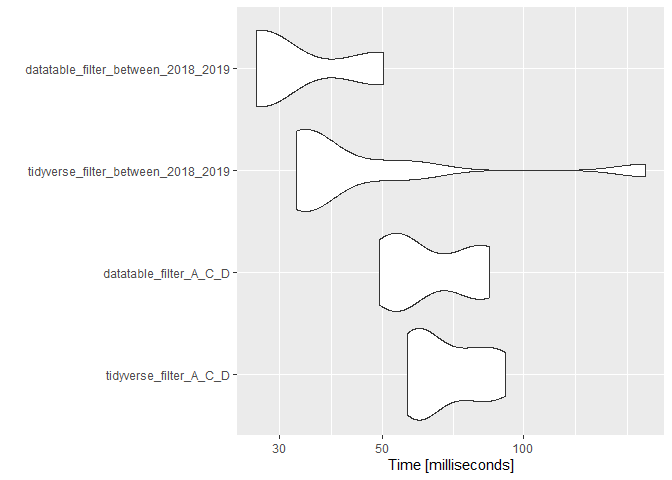 datatable_filter_between_2018_2019
tidyverse_filter_between_2018_2019
datatable_filter_A_C_D
tidyverse_filter_A_C_D
30 50 100
Time [milliseconds]